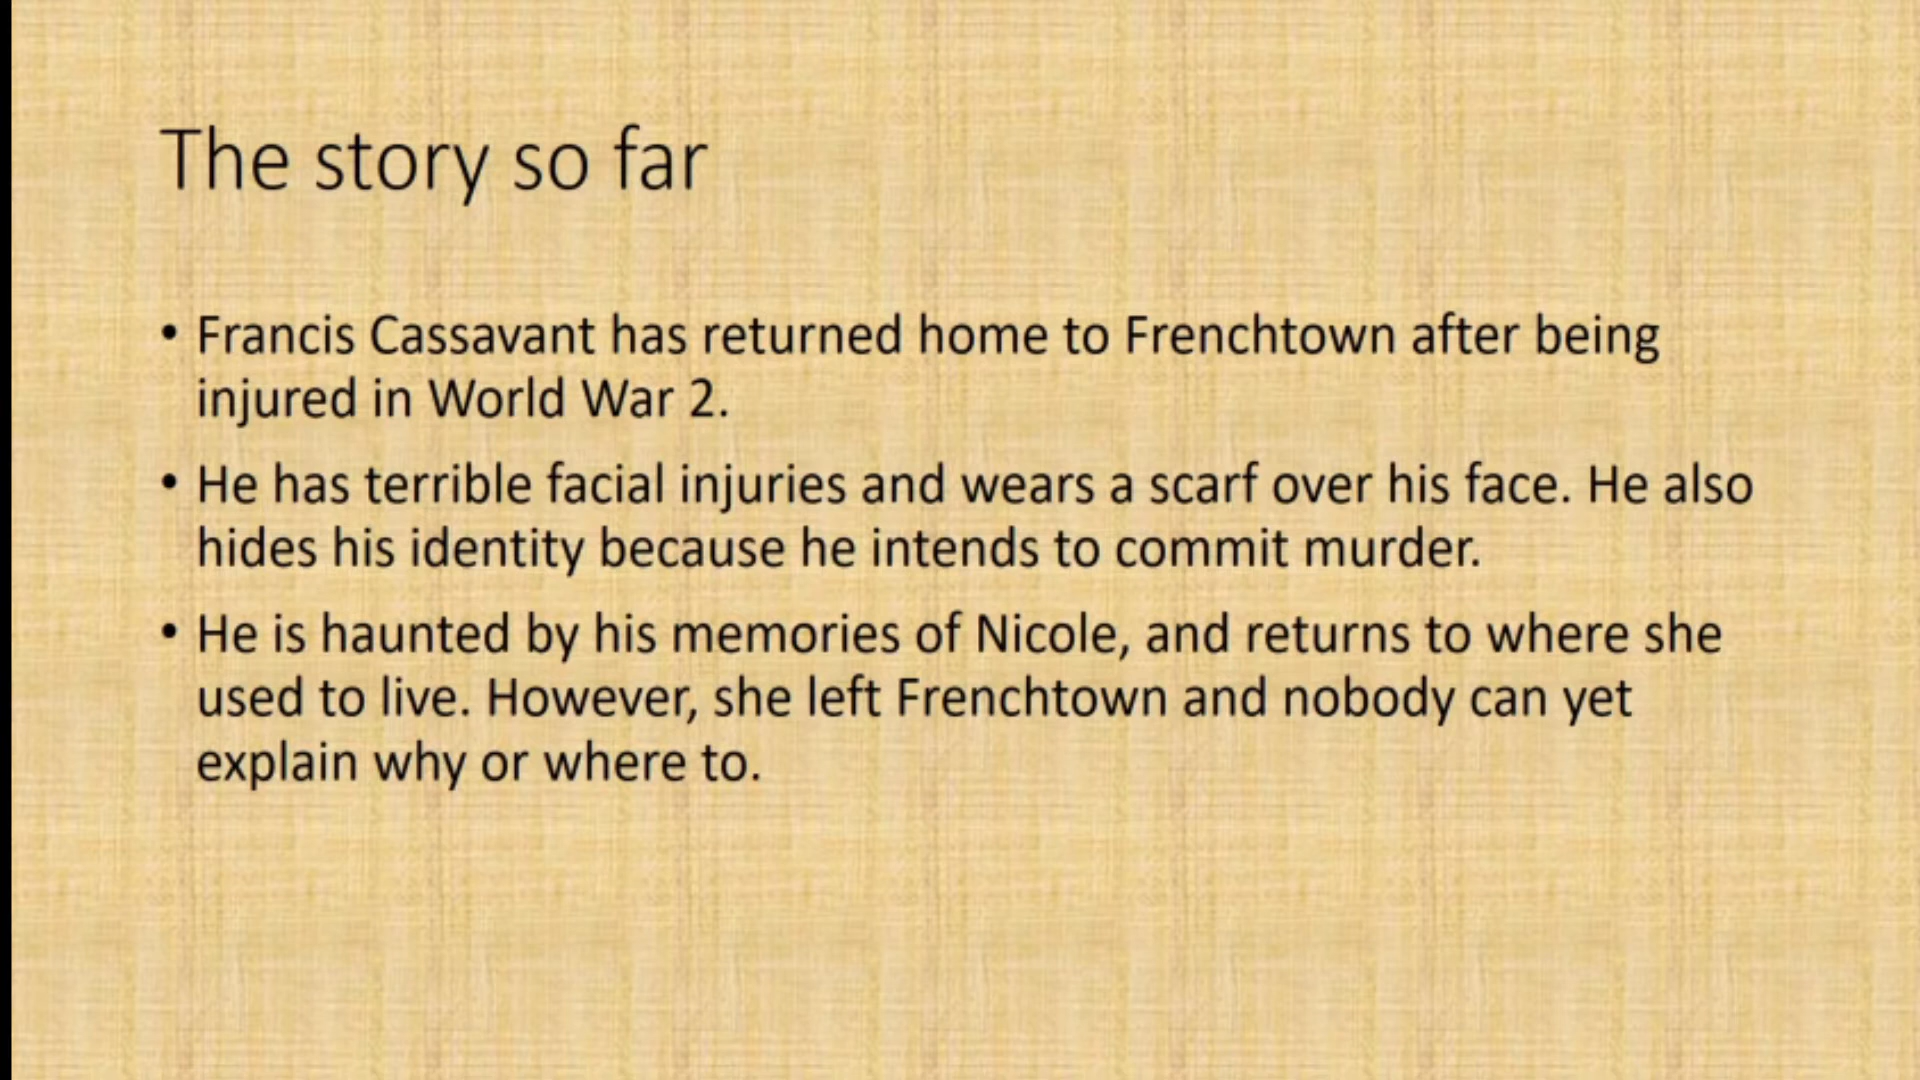 The story so far
• Francis Cassavant has returned home to Frenchtown after being
injured in World War 2.
• He has terrible facial injuries and wears a scarf over his face. He also
hides his identity because he intends to commit murder.
• He is haunted by his memories of Nicole, and returns to where she
used to live. However, she left Frenchtown and nobody can yet
explain why or where to.